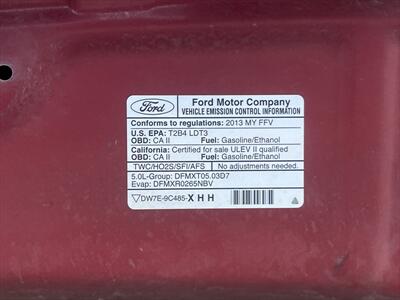 Ford
Ford Motor Company
VEHICLE EMISSION CONTROL INFORMATION
Conforms to regulations: 2013 MY FFV
U.S. EPA: T2B4 LDT3
OBD: CA II Fuel: Gasoline/Ethanol
California: Certified for sale ULEV II qualified
OBD: CA II Fuel: Gasoline/Ethanol
TWC/HO2S/SFI/AFS No adjustments needed.
5.0L-Group: DFMXT05.03D7
Evap: DFMXR0265NBV
▽DW7E-9C485-XHH